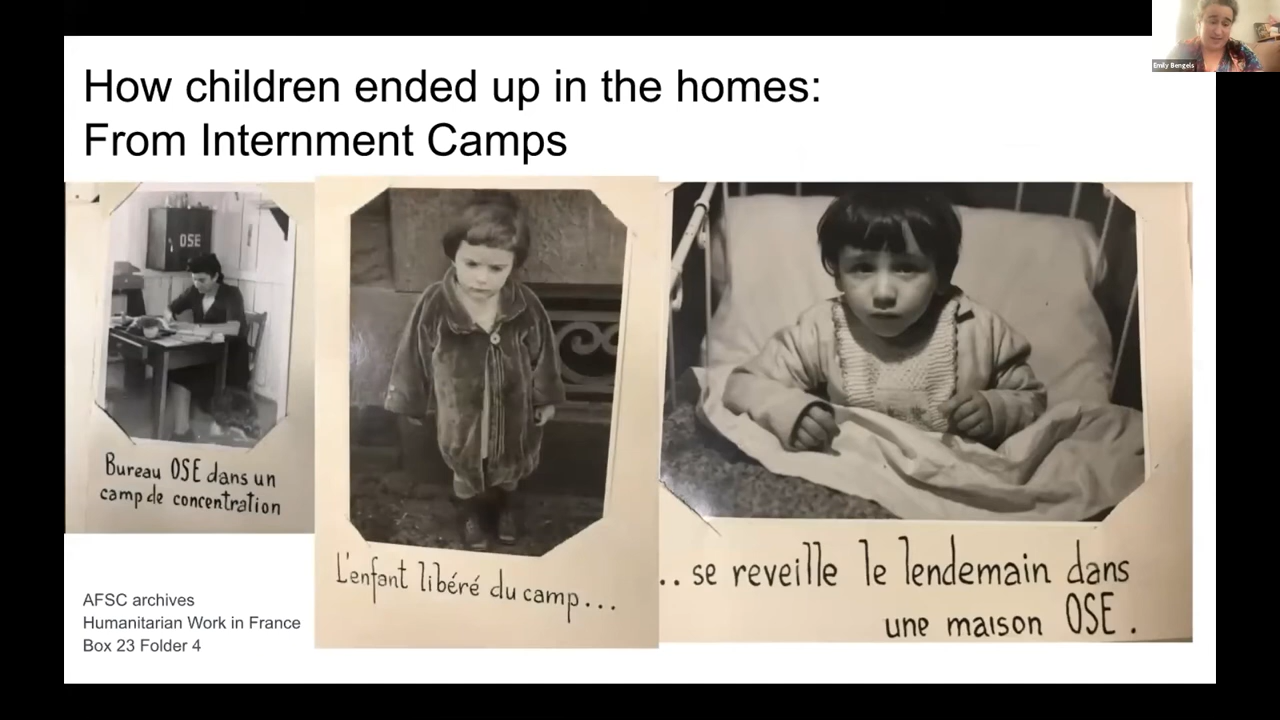 How children ended up in the homes:
From Internment Camps
Emily Bengels
OSE
Bureau OSE dans un
camp de concentration
L'enfant libéré du camp...
.. se reveille le lendemain dans
une maison OSE.
AFSC archives
Humanitarian Work in France
Box 23 Folder 4